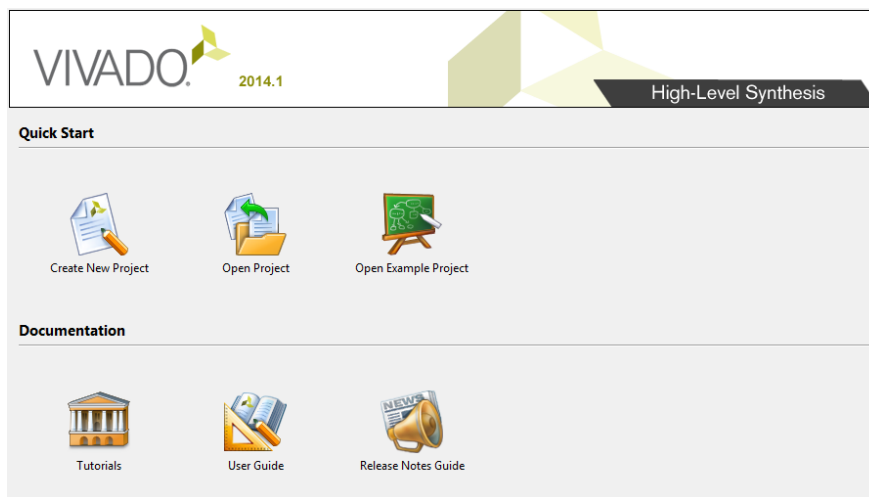 VIVADO.
2014.1
High-Level Synthesis
Quick Start
Create New Project
Open Project
Open Example Project
Documentation
NEWS
Tutorials
User Guide
Release Notes Guide